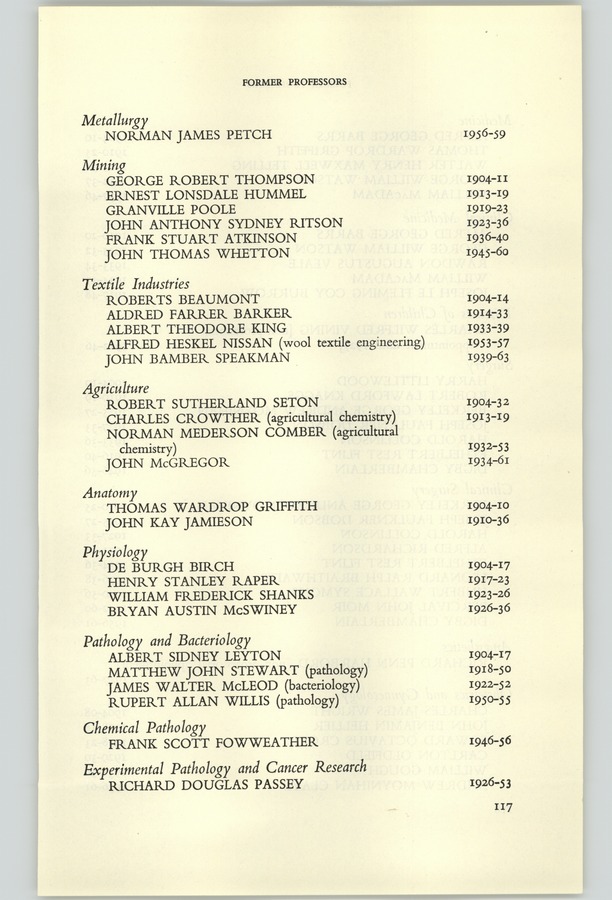 FORMER PROFESSORS
Metallurgy
NORMAN JAMES PETCH 1956-59
Mining
GEORGE ROBERT THOMPSON 1904-11
ERNEST LONSDALE HUMMEL 1913-19
GRANVILLE POOLE 1919-23
JOHN ANTHONY SYDNEY RITSON 1923-36
FRANK STUART ATKINSON 1936-40
JOHN THOMAS WHETTON 1945-60
Textile Industries
ROBERTS BEAUMONT 1904-14
ALDRED FARRER BARKER 1914-33
ALBERT THEODORE KING 1933-39
ALFRED HESKEL NISSAN (wool textile engineering) 1953-57
JOHN BAMBER SPEAKMAN 1939-63
Agriculture
ROBERT SUTHERLAND SETON 1904-32
CHARLES CROWTHER (agricultural chemistry) 1913-19
NORMAN MEDERSON COMBER (agricultural
chemistry) 1932-53
JOHN McGREGOR 1934-61
Anatomy
THOMAS WARDROP GRIFFITH 1904-10
JOHN KAY JAMIESON 1910-36
Physiology
DE BURGH BIRCH 1904-17
HENRY STANLEY RAPER 1917-23
WILLIAM FREDERICK SHANKS 1923-26
BRYAN AUSTIN McSWINEY 1926-36
Pathology and Bacteriology
ALBERT SIDNEY LEYTON 1904-17
MATTHEW JOHN STEWART (pathology) 1918-50
JAMES WALTER McLEOD (bacteriology) 1922-52
RUPERT ALLAN WILLIS (pathology) 1950-55
Chemical Pathology
FRANK SCOTT FOWWEATHER 1946-56
Experimental Pathology and Cancer Research
RICHARD DOUGLAS PASSEY 1926-53
117